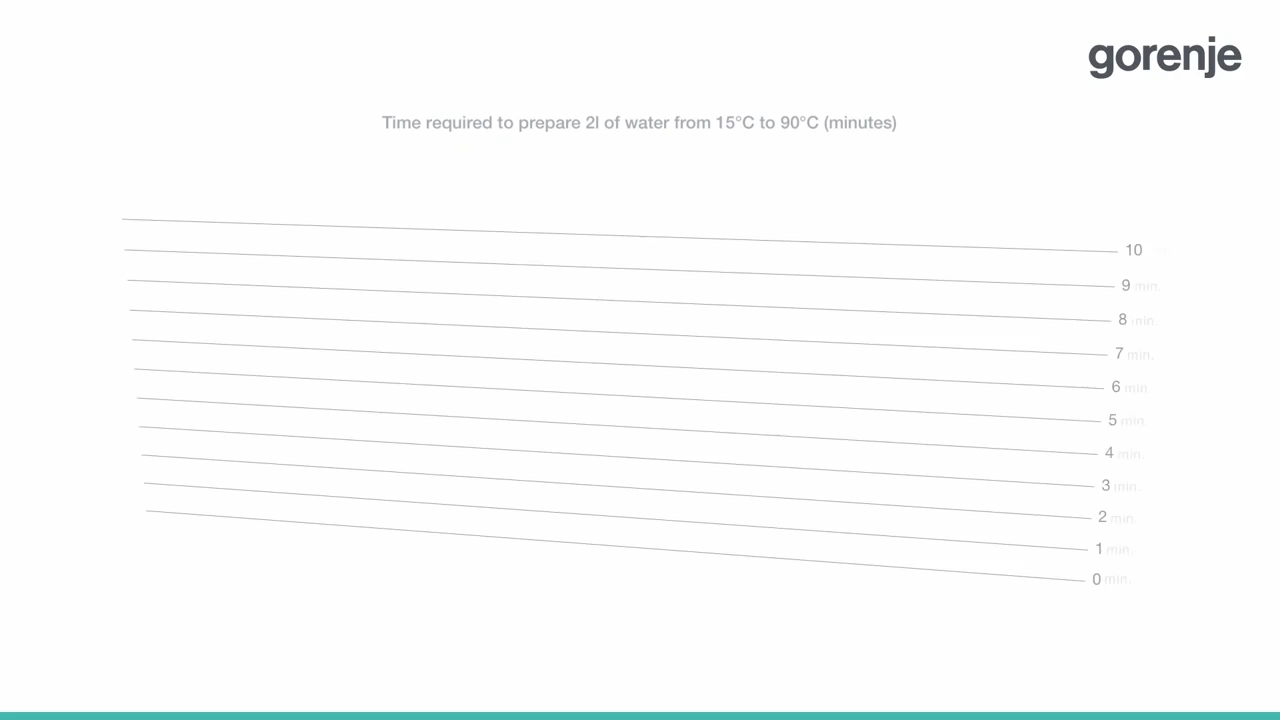 gorenje
Time required to prepare 2l of water from 15°C to 90°C (minutes)
10
9 min.
8 min.
7 min.
6 min.
5 min.
4 min.
3 min.
2 min.
1 min.
0 min.